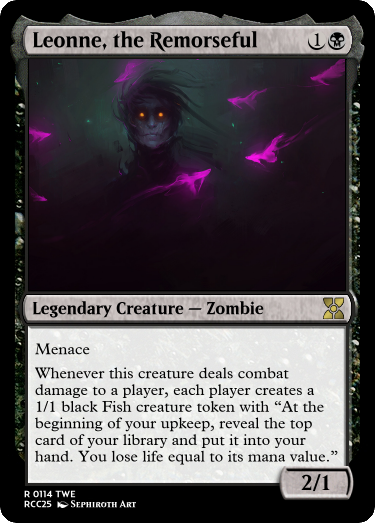 Leonne, the Remorseful 1
Legendary Creature — Zombie
Menace
Whenever this creature deals combat
damage to a player, each player creates a
1/1 black Fish creature token with “At the
beginning of your upkeep, reveal the top
card of your library and put it into your
hand. You lose life equal to its mana value.”
2/1
R 0114 TWE
RCC25 Sephiroth Art